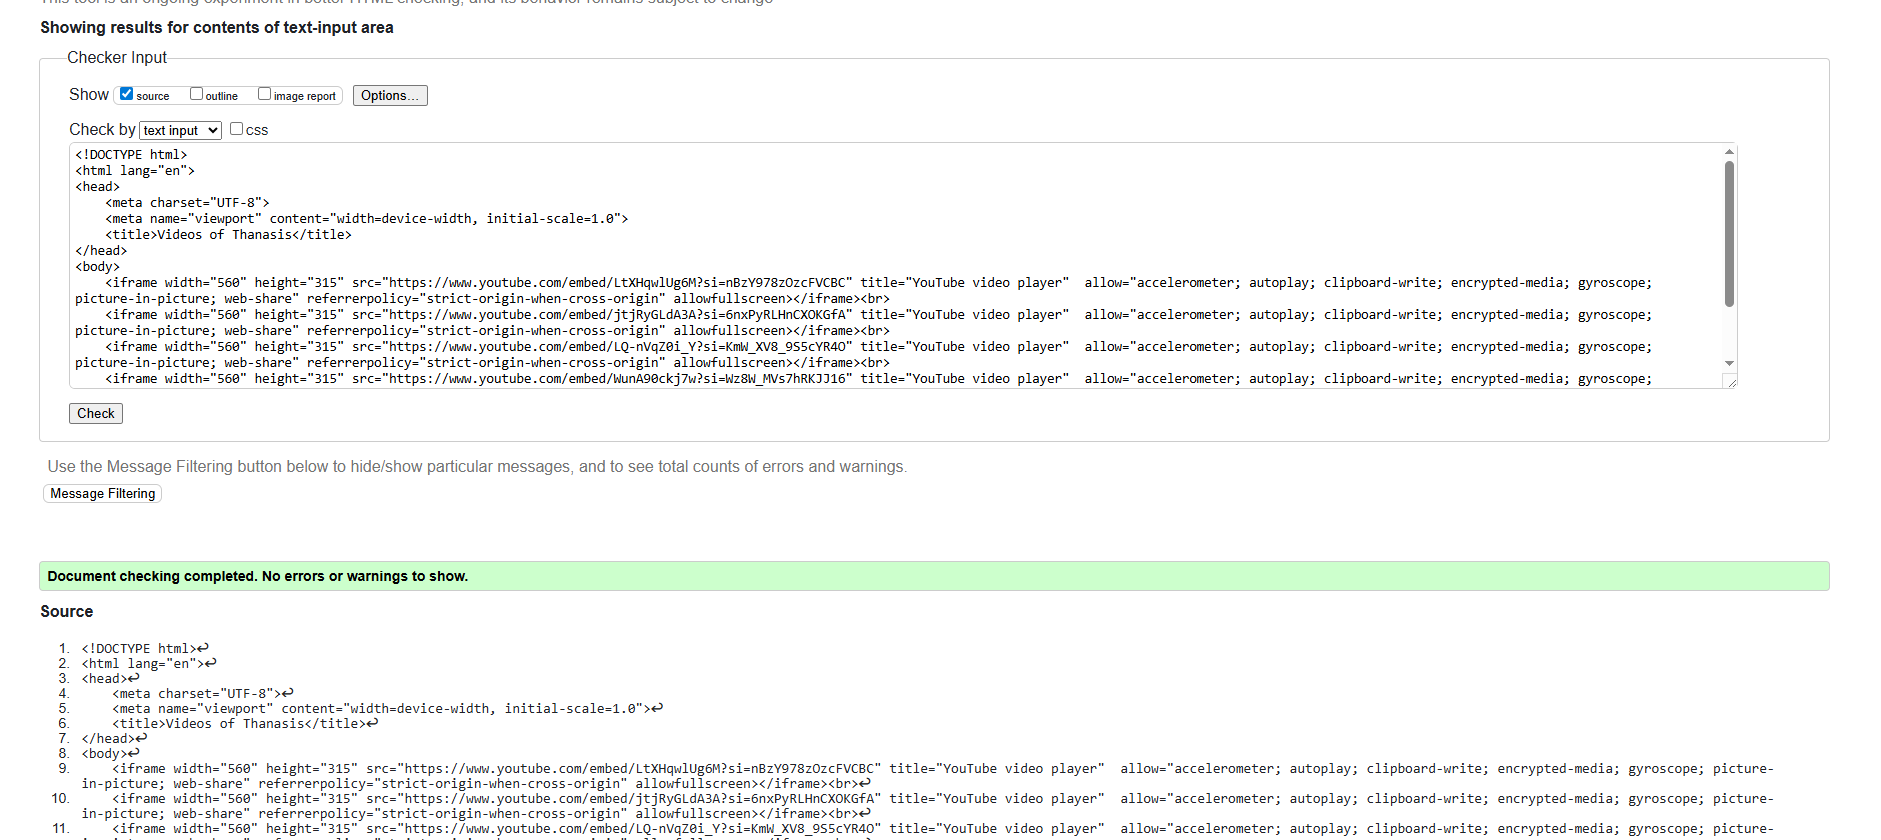 This tool is an ongoing experiment in better HTML checking, and its behavior remains subject to change
Showing results for contents of text-input area
Checker Input
Show source outline image report Options...
Check by text input css
<!DOCTYPE html>
<html lang="en">
<head>
    <meta charset="UTF-8">
    <meta name="viewport" content="width=device-width, initial-scale=1.0">
    <title>Videos of Thanasis</title>
</head>
<body>
    <iframe width="560" height="315" src="https://www.youtube.com/embed/LtXHqwlUg6M?si=nBzY978zOzcFVCBC" title="YouTube video player"  allow="accelerometer; autoplay; clipboard-write; encrypted-media; gyroscope;
picture-in-picture; web-share" referrerpolicy="strict-origin-when-cross-origin" allowfullscreen></iframe><br>
    <iframe width="560" height="315" src="https://www.youtube.com/embed/jtjRyGLdA3A?si=6nxPyRLHnCXOKGfA" title="YouTube video player"  allow="accelerometer; autoplay; clipboard-write; encrypted-media; gyroscope;
picture-in-picture; web-share" referrerpolicy="strict-origin-when-cross-origin" allowfullscreen></iframe><br>
    <iframe width="560" height="315" src="https://www.youtube.com/embed/LQ-nVqZ0i_Y?si=KmW_XV8_9S5cYR4O" title="YouTube video player"  allow="accelerometer; autoplay; clipboard-write; encrypted-media; gyroscope;
picture-in-picture; web-share" referrerpolicy="strict-origin-when-cross-origin" allowfullscreen></iframe><br>
    <iframe width="560" height="315" src="https://www.youtube.com/embed/WunA90ckj7w?si=Wz8W_MVs7hRKJJ16" title="YouTube video player"  allow="accelerometer; autoplay; clipboard-write; encrypted-media; gyroscope;
Check
Use the Message Filtering button below to hide/show particular messages, and to see total counts of errors and warnings.
Message Filtering
Document checking completed. No errors or warnings to show.
Source
1. <!DOCTYPE html>↩
2. <html lang="en">↩
3. <head>↩
4.     <meta charset="UTF-8">↩
5.     <meta name="viewport" content="width=device-width, initial-scale=1.0">↩
6.     <title>Videos of Thanasis</title>↩
7. </head>↩
8. <body>↩
9.     <iframe width="560" height="315" src="https://www.youtube.com/embed/LtXHqwlUg6M?si=nBzY978zOzcFVCBC" title="YouTube video player"  allow="accelerometer; autoplay; clipboard-write; encrypted-media; gyroscope; picture-
in-picture; web-share" referrerpolicy="strict-origin-when-cross-origin" allowfullscreen></iframe><br>↩
10.     <iframe width="560" height="315" src="https://www.youtube.com/embed/jtjRyGLdA3A?si=6nxPyRLHnCXOKGfA" title="YouTube video player"  allow="accelerometer; autoplay; clipboard-write; encrypted-media; gyroscope; picture-
in-picture; web-share" referrerpolicy="strict-origin-when-cross-origin" allowfullscreen></iframe><br>↩
11.     <iframe width="560" height="315" src="https://www.youtube.com/embed/LQ-nVqZ0i_Y?si=KmW_XV8_9S5cYR4O" title="YouTube video player"  allow="accelerometer; autoplay; clipboard-write; encrypted-media; gyroscope; picture-